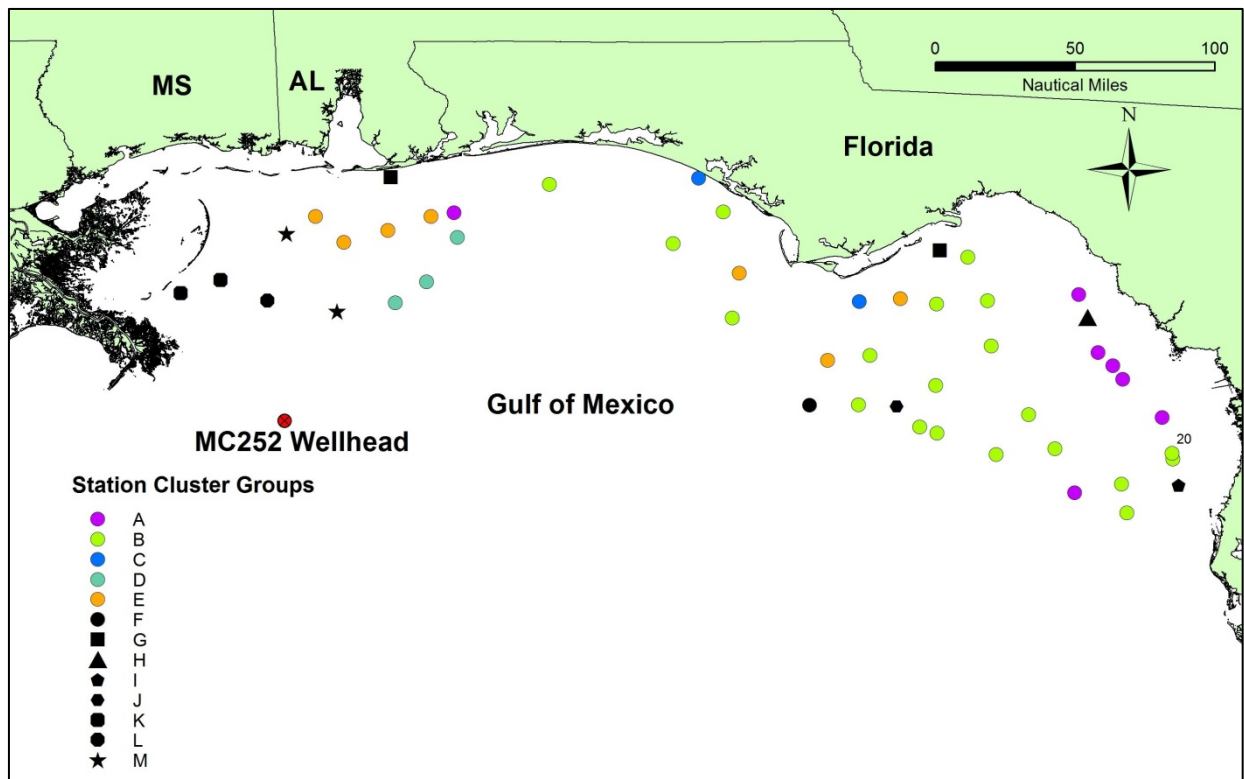 0 50 100
Nautical Miles
MS
AL
N
Florida
Gulf of Mexico
MC252 Wellhead
20
Station Cluster Groups
A
B
C
D
E
F
G
H
I
J
K
L
M